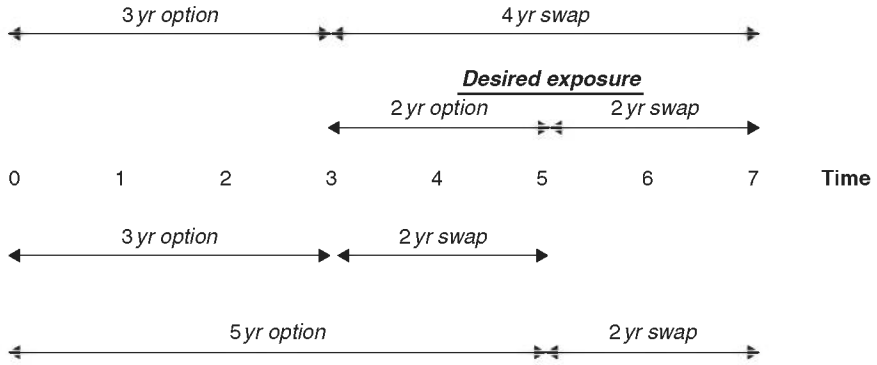 3 yr option 4 yr swap
Desired exposure
2 yr option 2 yr swap
0 1 2 3 4 5 6 7 Time
3 yr option 2 yr swap
5 yr option 2 yr swap